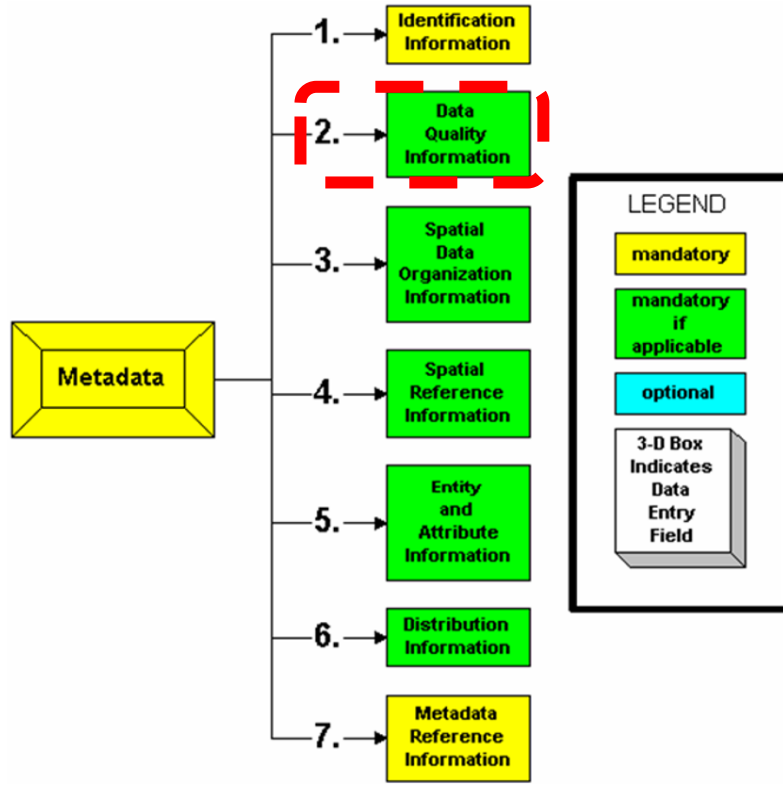 Metadata
1.
Identification
Information
2.
Data
Quality
Information
3.
Spatial
Data
Organization
Information
4.
Spatial
Reference
Information
5.
Entity
and
Attribute
Information
6.
Distribution
Information
7.
Metadata
Reference
Information
LEGEND
mandatory
mandatory
if
applicable
optional
3-D Box
Indicates
Data
Entry
Field